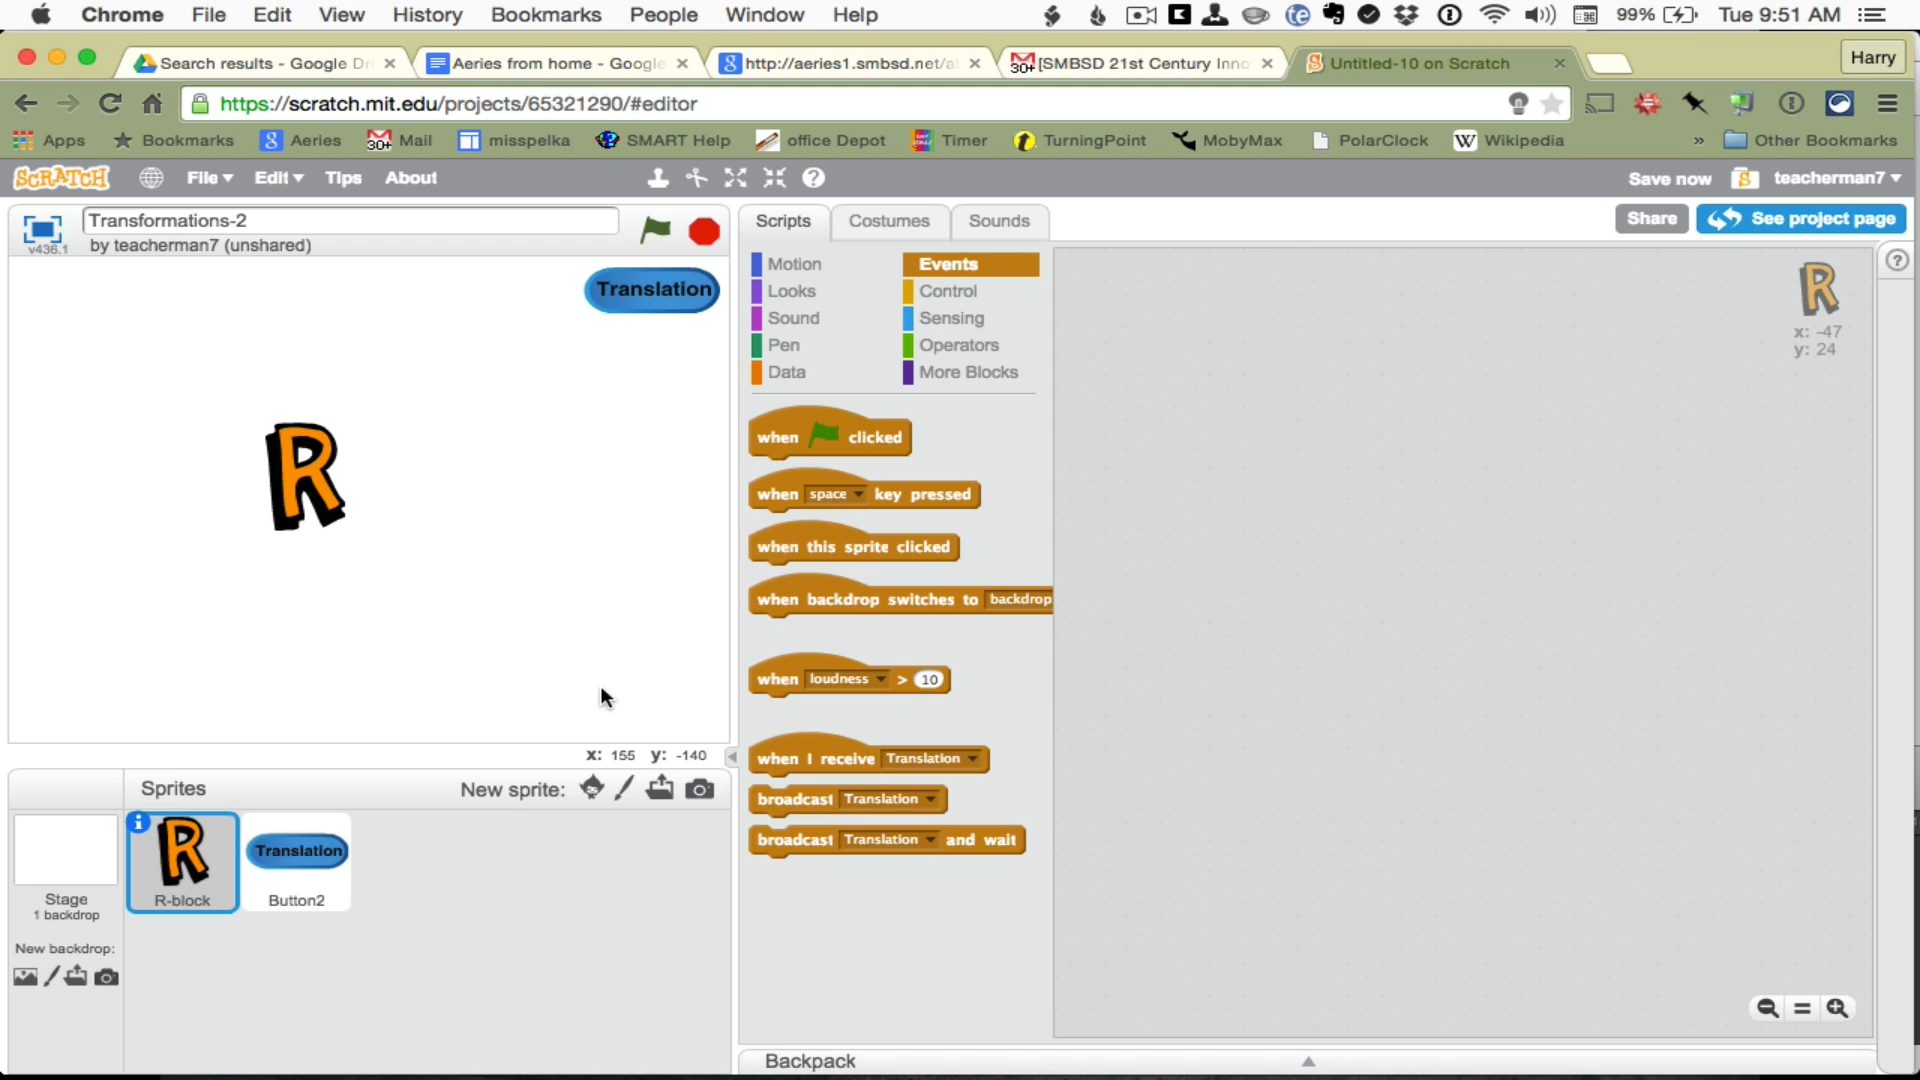 Chrome File Edit View History Bookmarks People Window Help 99% Tue 9:51 AM
Search results - Google Dri Aeries from home - Google http://aeries1.smbsd.net/a [SMBSD 21st Century Inno Untitled-10 on Scratch Harry
https://scratch.mit.edu/projects/65321290/#editor
Apps Bookmarks Aeries Mail misspelka SMART Help office Depot Timer TurningPoint MobyMax PolarClock Wikipedia » Other Bookmarks
SCRATCH File Edit Tips About Save now teacherman7
Transformations-2
v436.1
by teacherman7 (unshared)
Scripts Costumes Sounds Share See project page
Translation
R
Motion Events
Looks Control
Sound Sensing
Pen Operators
Data More Blocks
R
x: -47
y: 24
when clicked
when space key pressed
when this sprite clicked
when backdrop switches to backdrop
when loudness > 10
when I receive Translation
broadcast Translation
broadcast Translation and wait
x: 155 y: -140
Sprites New sprite:
R
R-block
Translation
Button2
Stage
1 backdrop
New backdrop:
Backpack